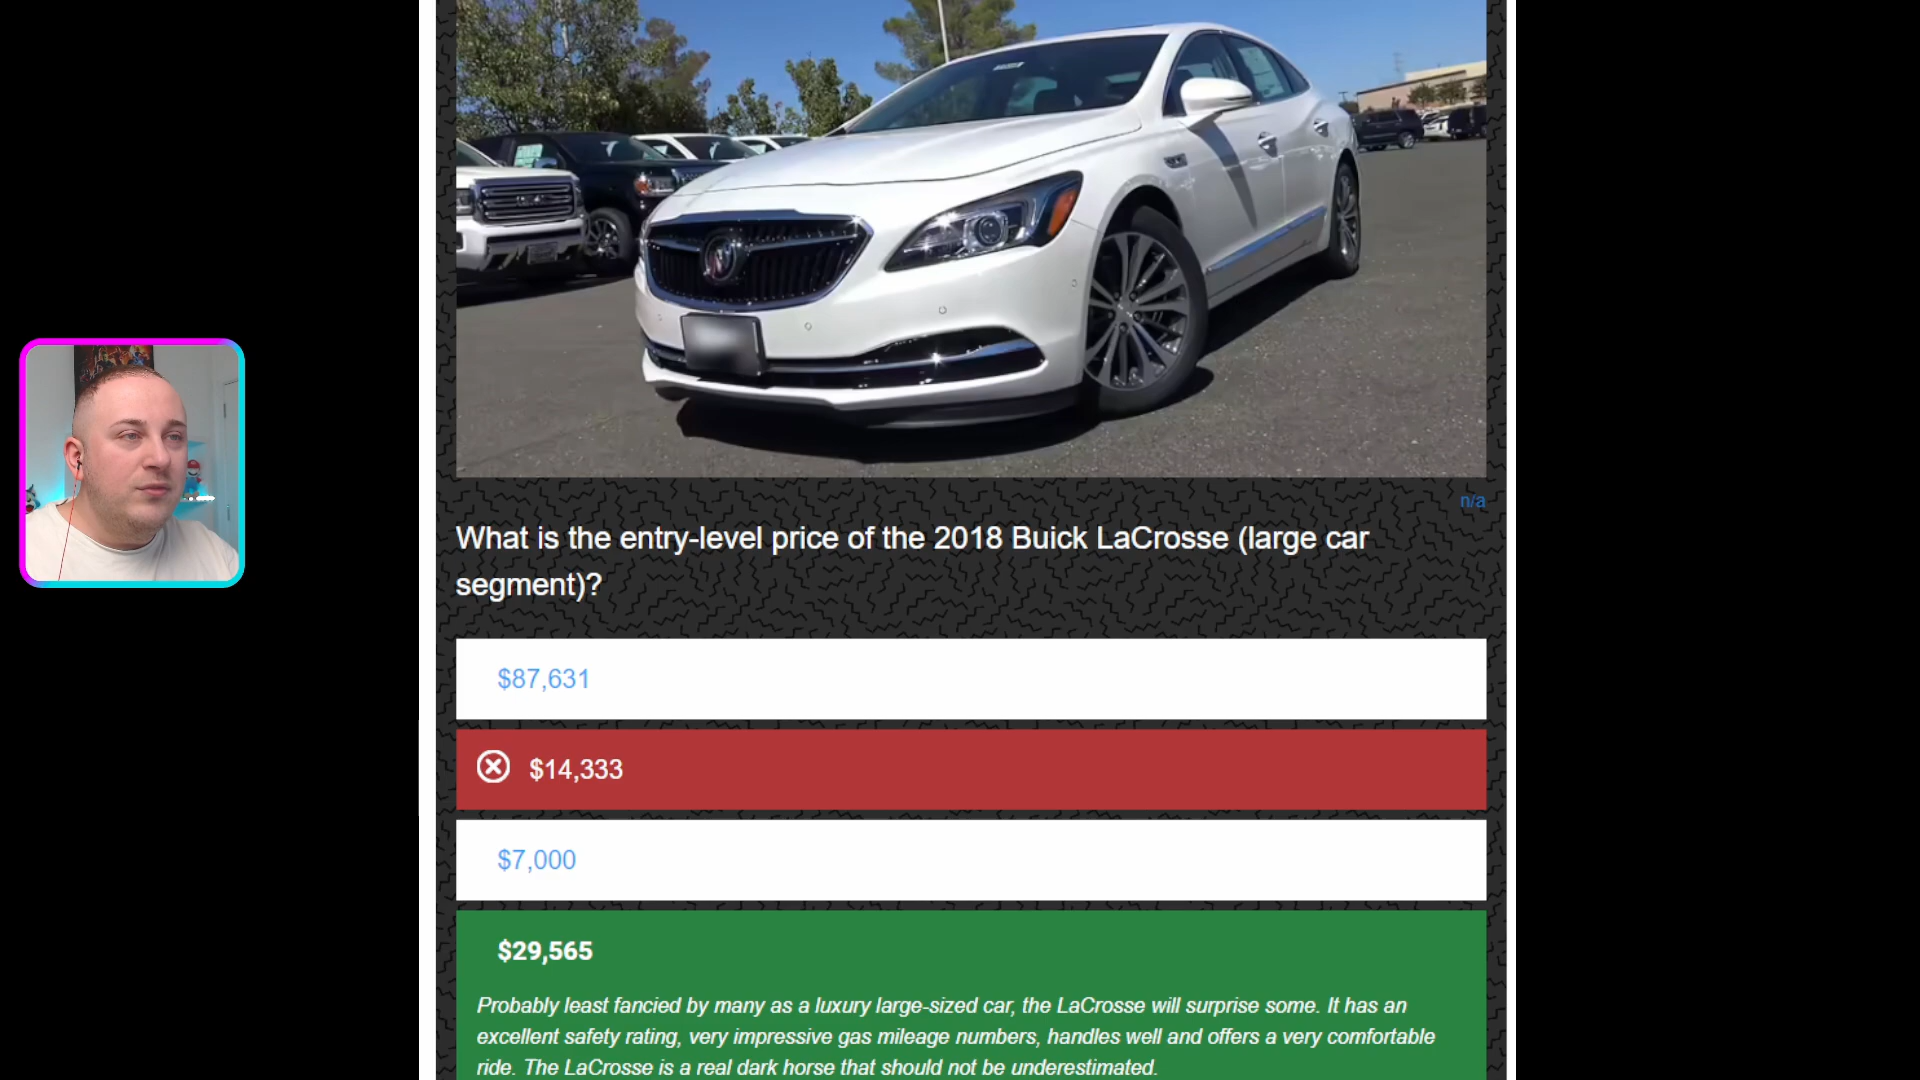 n/a
What is the entry-level price of the 2018 Buick LaCrosse (large car
segment)?
$87,631
$14,333
$7,000
$29,565
Probably least fancied by many as a luxury large-sized car, the LaCrosse will surprise some. It has an
excellent safety rating, very impressive gas mileage numbers, handles well and offers a very comfortable
ride. The LaCrosse is a real dark horse that should not be underestimated.